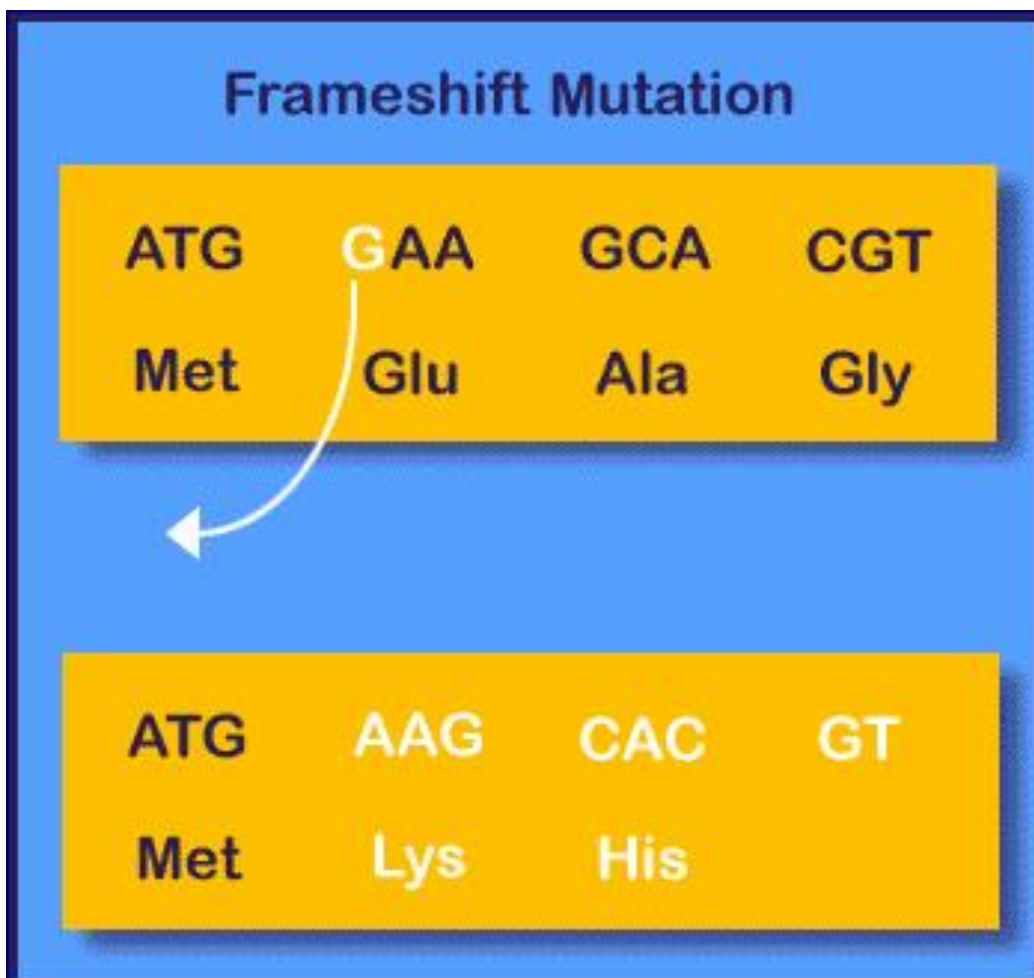 Frameshift Mutation
ATG GAA GCA CGT
Met Glu Ala Gly
ATG AAG CAC GT
Met Lys His